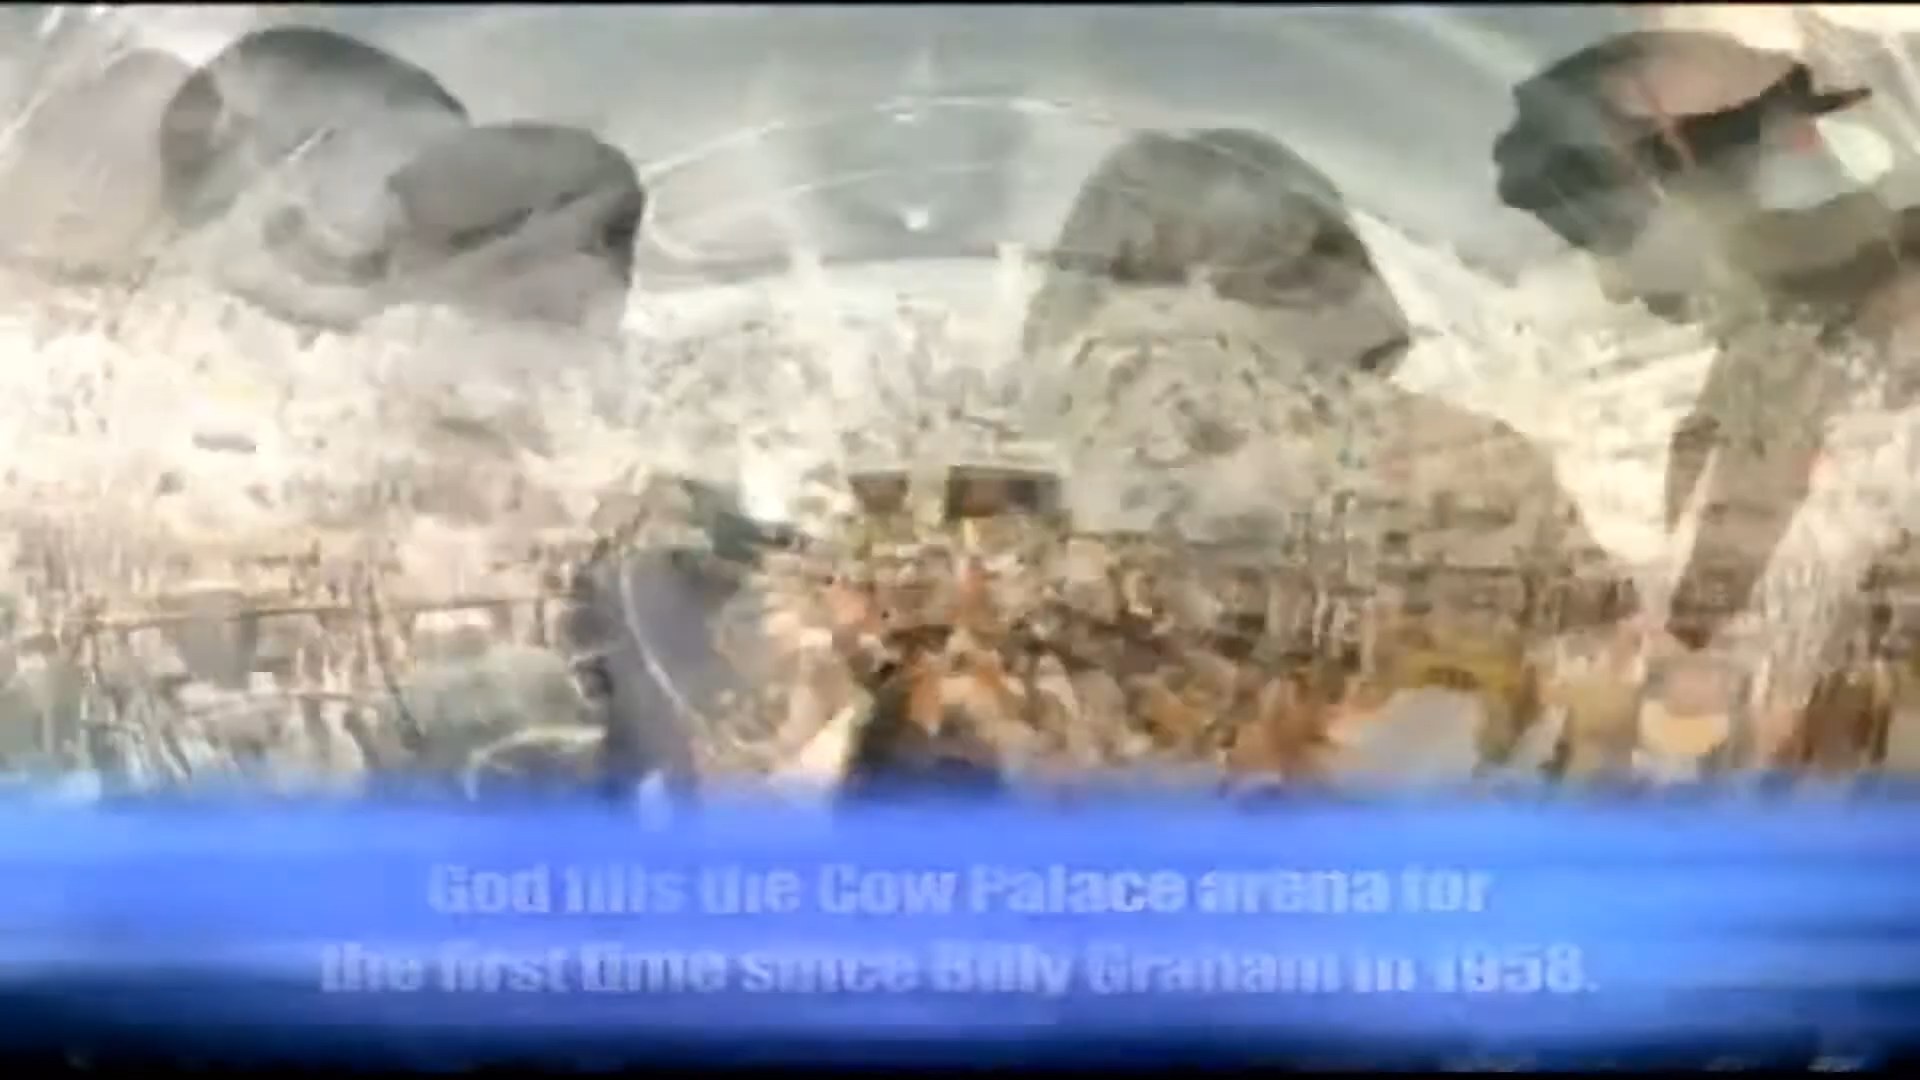 God fills the Cow Palace arena for
the first time since Billy Graham in 1958.